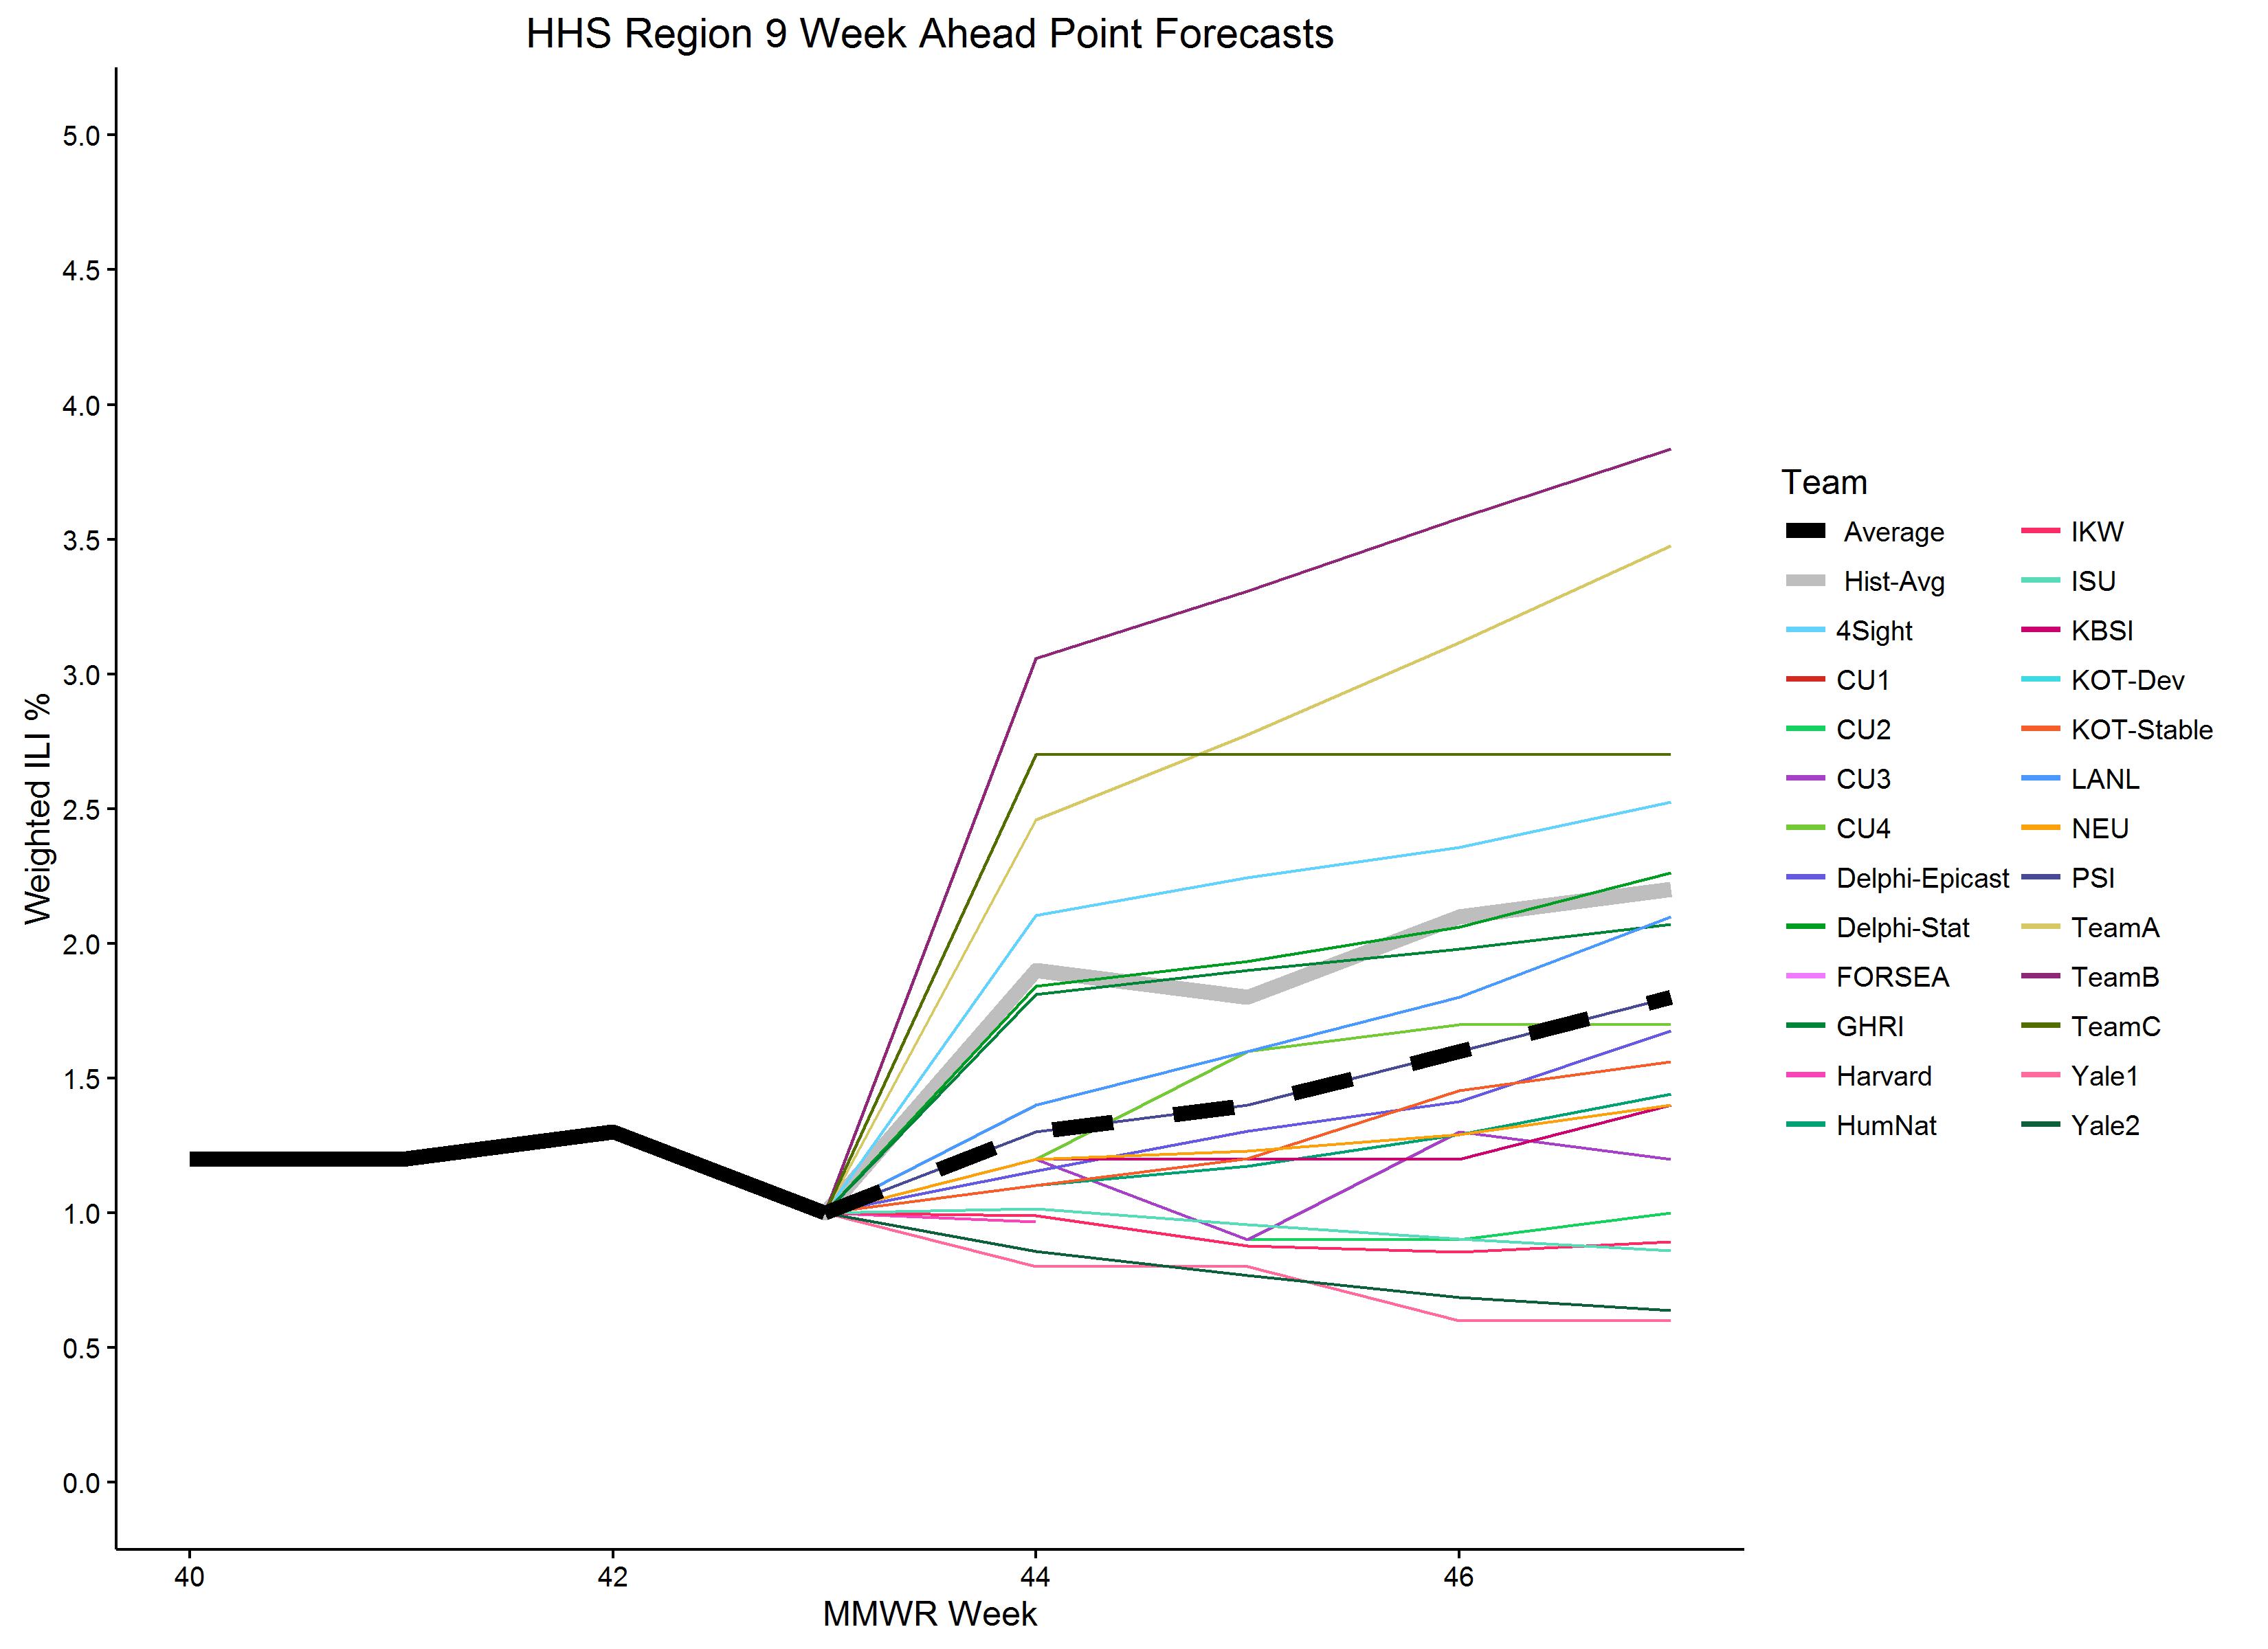 HHS Region 9 Week Ahead Point Forecasts
Weighted ILI %
5.0
4.5
4.0
3.5
3.0
2.5
2.0
1.5
1.0
0.5
0.0
40 42 44 46
MMWR Week
Team
Average
Hist-Avg
4Sight
CU1
CU2
CU3
CU4
Delphi-Epicast
Delphi-Stat
FORSEA
GHRI
Harvard
HumNat
IKW
ISU
KBSI
KOT-Dev
KOT-Stable
LANL
NEU
PSI
TeamA
TeamB
TeamC
Yale1
Yale2